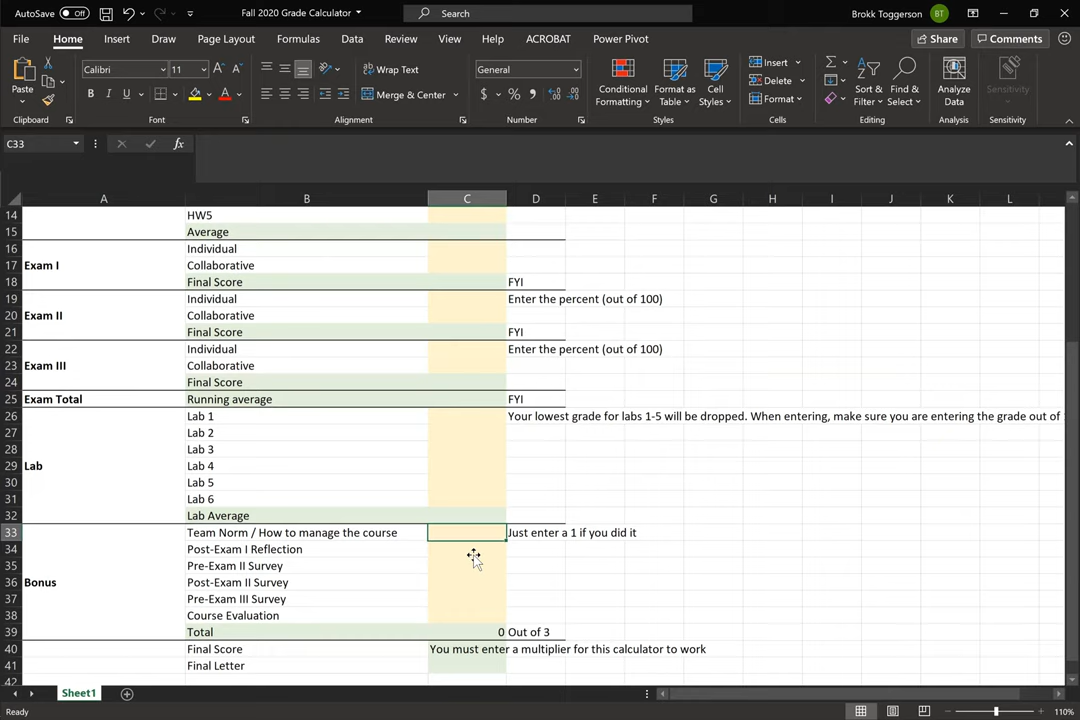 AutoSave Off Fall 2020 Grade Calculator Search Brokk Toggerson BT
File Home Insert Draw Page Layout Formulas Data Review View Help ACROBAT Power Pivot Share Comments
Paste Calibri 11 A A Wrap Text General Conditional Formatting Format as Table Cell Styles Insert Delete Format Sort & Filter Find & Select Analyze Data Sensitivity
B I U A Merge & Center $ % 9
Clipboard Font Alignment Number Styles Cells Editing Analysis Sensitivity
C33 fx
A B C D E F G H I J K L
14 HW5
15 Average
16 Individual
17 Exam I Collaborative
18 Final Score FYI
19 Individual Enter the percent (out of 100)
20 Exam II Collaborative
21 Final Score FYI
22 Individual Enter the percent (out of 100)
23 Exam III Collaborative
24 Final Score
25 Exam Total Running average FYI
26 Lab 1 Your lowest grade for labs 1-5 will be dropped. When entering, make sure you are entering the grade out of
27 Lab 2
28 Lab 3
29 Lab Lab 4
30 Lab 5
31 Lab 6
32 Lab Average
33 Team Norm / How to manage the course Just enter a 1 if you did it
34 Post-Exam I Reflection
35 Pre-Exam II Survey
36 Bonus Post-Exam II Survey
37 Pre-Exam III Survey
38 Course Evaluation
39 Total 0 Out of 3
40 Final Score You must enter a multiplier for this calculator to work
41 Final Letter
42
Sheet1
Ready 110%